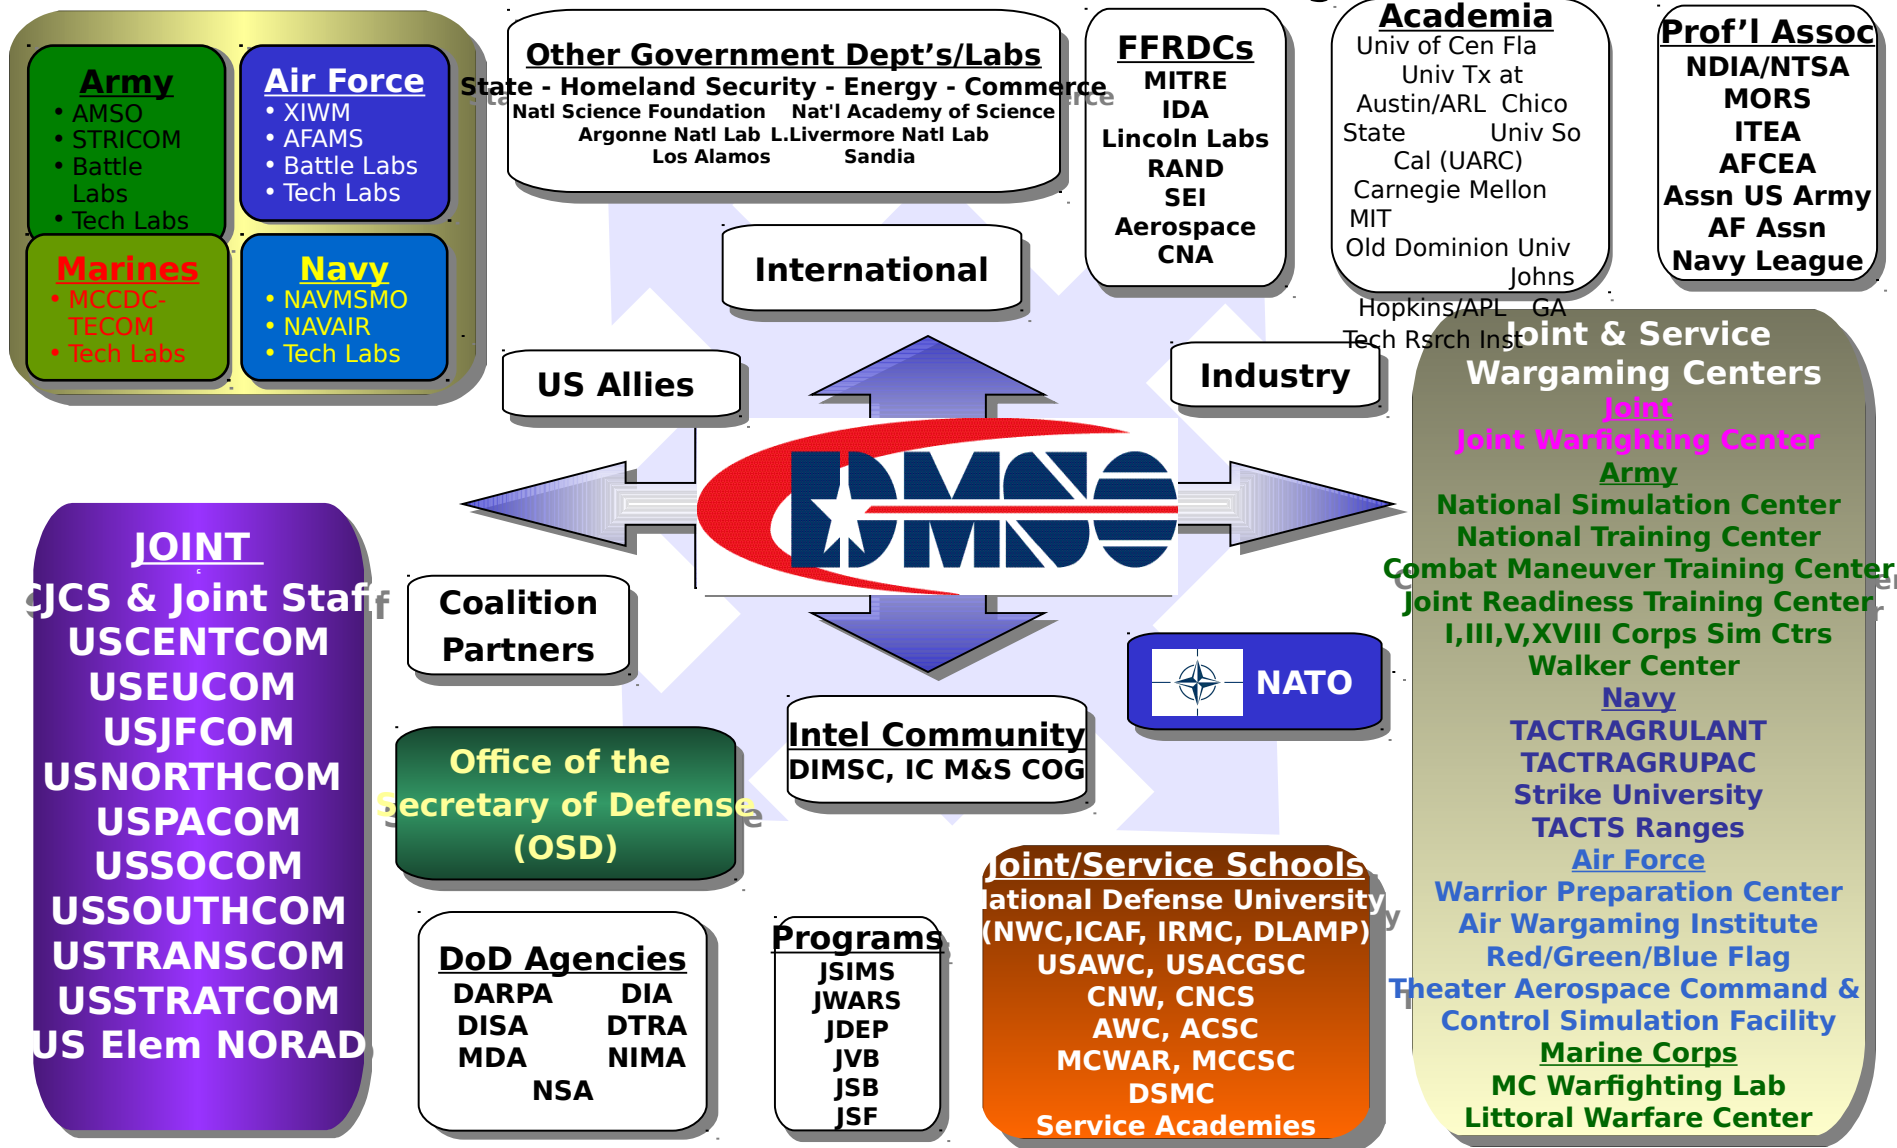 Army
• AMSO
• STRICOM
• Battle
Labs
• Tech Labs
Air Force
• XIWM
• AFAMS
• Battle Labs
• Tech Labs
Marines
• MCCDC-
TECOM
• Tech Labs
Navy
• NAVMSMO
• NAVAIR
• Tech Labs
Other Government Dept's/Labs
State - Homeland Security - Energy - Commerce
Natl Science Foundation Nat'l Academy of Science
Argonne Natl Lab L.Livermore Natl Lab
Los Alamos Sandia
FFRDCs
MITRE
IDA
Lincoln Labs
RAND
SEI
Aerospace
CNA
Academia
Univ of Cen Fla
Univ Tx at
Austin/ARL Chico
State Univ So
Cal (UARC)
Carnegie Mellon
MIT
Old Dominion Univ
Johns
Hopkins/APL GA
Tech Rsrch Inst
Prof’l Assoc
NDIA/NTSA
MORS
ITEA
AFCEA
Assn US Army
AF Assn
Navy League
International
US Allies
Industry
DMSO
Coalition
Partners
NATO
Intel Community
DIMSC, IC M&S COG
Office of the
Secretary of Defense
(OSD)
JOINT
CJCS & Joint Staff
USCENTCOM
USEUCOM
USJFCOM
USNORTHCOM
USPACOM
USSOCOM
USSOUTHCOM
USTRANSCOM
USSTRATCOM
US Elem NORAD
DoD Agencies
DARPA DIA
DISA DTRA
MDA NIMA
NSA
Programs
JSIMS
JWARS
JDEP
JVB
JSB
JSF
Joint/Service Schools
National Defense University
(NWC,ICAF, IRMC, DLAMP)
USAWC, USACGSC
CNW, CNCS
AWC, ACSC
MCWAR, MCCSC
DSMC
Service Academies
Joint & Service
Wargaming Centers
Joint
Joint Warfighting Center
Army
National Simulation Center
National Training Center
Combat Maneuver Training Center
Joint Readiness Training Center
I,III,V,XVIII Corps Sim Ctrs
Walker Center
Navy
TACTRAGRULANT
TACTRAGRUPAC
Strike University
TACTS Ranges
Air Force
Warrior Preparation Center
Air Wargaming Institute
Red/Green/Blue Flag
Theater Aerospace Command &
Control Simulation Facility
Marine Corps
MC Warfighting Lab
Littoral Warfare Center